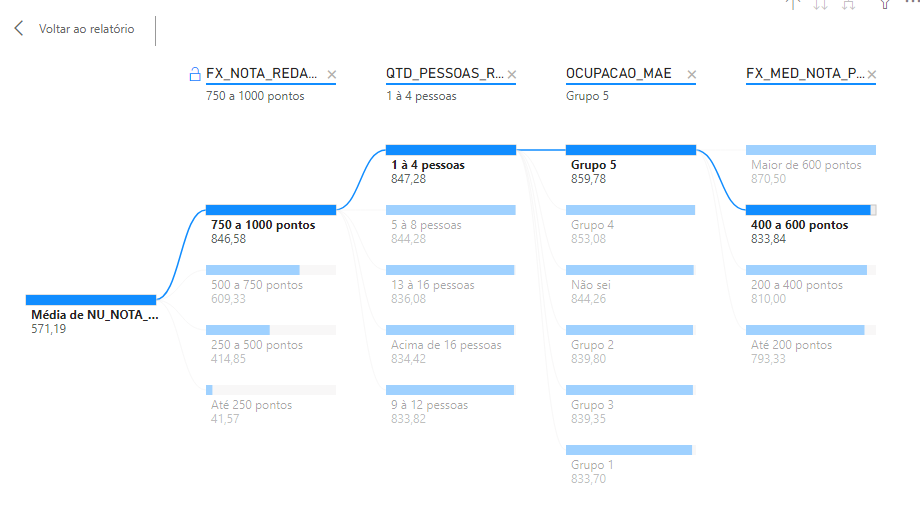 Voltar ao relatório
FX_NOTA_REDA...
750 a 1000 pontos
QTD_PESSOAS_R...
1 à 4 pessoas
OCUPACAO_MAE
Grupo 5
FX_MED_NOTA_P...
Média de NU_NOTA_...
571,19
750 a 1000 pontos
846,58
500 a 750 pontos
609,33
250 a 500 pontos
414,85
Até 250 pontos
41,57
1 à 4 pessoas
847,28
5 à 8 pessoas
844,28
13 à 16 pessoas
836,08
Acima de 16 pessoas
834,42
9 à 12 pessoas
833,82
Grupo 5
859,78
Grupo 4
853,08
Não sei
844,26
Grupo 2
839,80
Grupo 3
839,35
Grupo 1
833,70
Maior de 600 pontos
870,50
400 a 600 pontos
833,84
200 a 400 pontos
810,00
Até 200 pontos
793,33